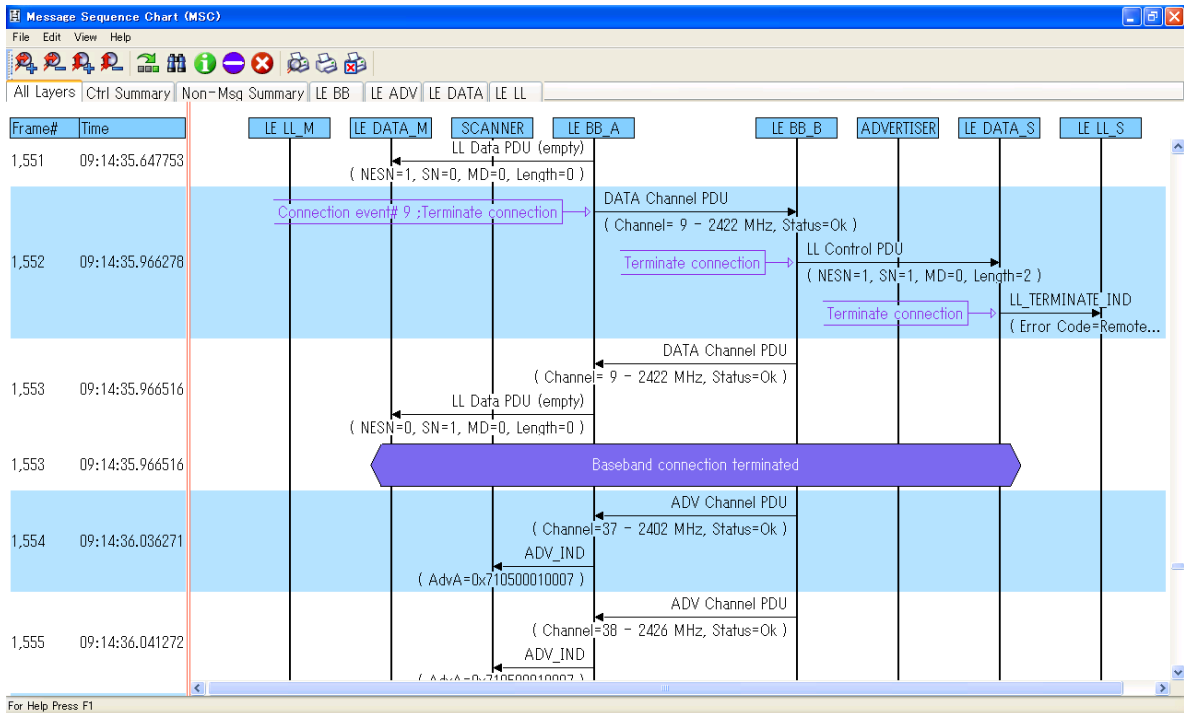 Message Sequence Chart (MSC)
File Edit View Help
All Layers Ctrl Summary Non-Msg Summary LE BB LE ADV LE DATA LE LL
Frame# Time LE LL_M LE DATA_M SCANNER LE BB_A LE BB_B ADVERTISER LE DATA_S LE LL_S
LL Data PDU (empty)
1,551 09:14:35.647753
( NESN=1, SN=0, MD=0, Length=0 )
DATA Channel PDU
Connection event# 9 ;Terminate connection
( Channel= 9 - 2422 MHz, Status=Ok )
LL Control PDU
1,552 09:14:35.966278 Terminate connection
( NESN=1, SN=1, MD=0, Length=2 )
LL_TERMINATE_IND
Terminate connection
( Error Code=Remote...
DATA Channel PDU
( Channel= 9 - 2422 MHz, Status=Ok )
1,553 09:14:35.966516
LL Data PDU (empty)
( NESN=0, SN=1, MD=0, Length=0 )
1,553 09:14:35.966516 Baseband connection terminated
ADV Channel PDU
( Channel=37 - 2402 MHz, Status=Ok )
1,554 09:14:36.036271
ADV_IND
( AdvA=0x710500010007 )
ADV Channel PDU
( Channel=38 - 2426 MHz, Status=Ok )
1,555 09:14:36.041272
ADV_IND
( AdvA=0x710500010007 )
For Help Press F1